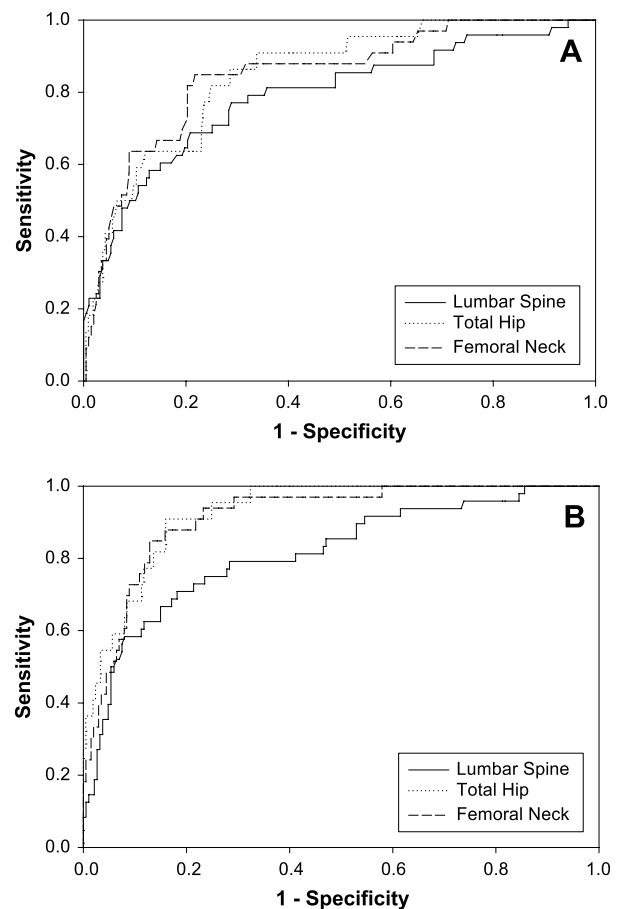 1.0
A
0.8
0.6
Sensitivity
0.4
0.2
Lumbar Spine
Total Hip
Femoral Neck
0.0
0.0 0.2 0.4 0.6 0.8 1.0
1 - Specificity
1.0
B
0.8
0.6
Sensitivity
0.4
0.2
Lumbar Spine
Total Hip
Femoral Neck
0.0
0.0 0.2 0.4 0.6 0.8 1.0
1 - Specificity